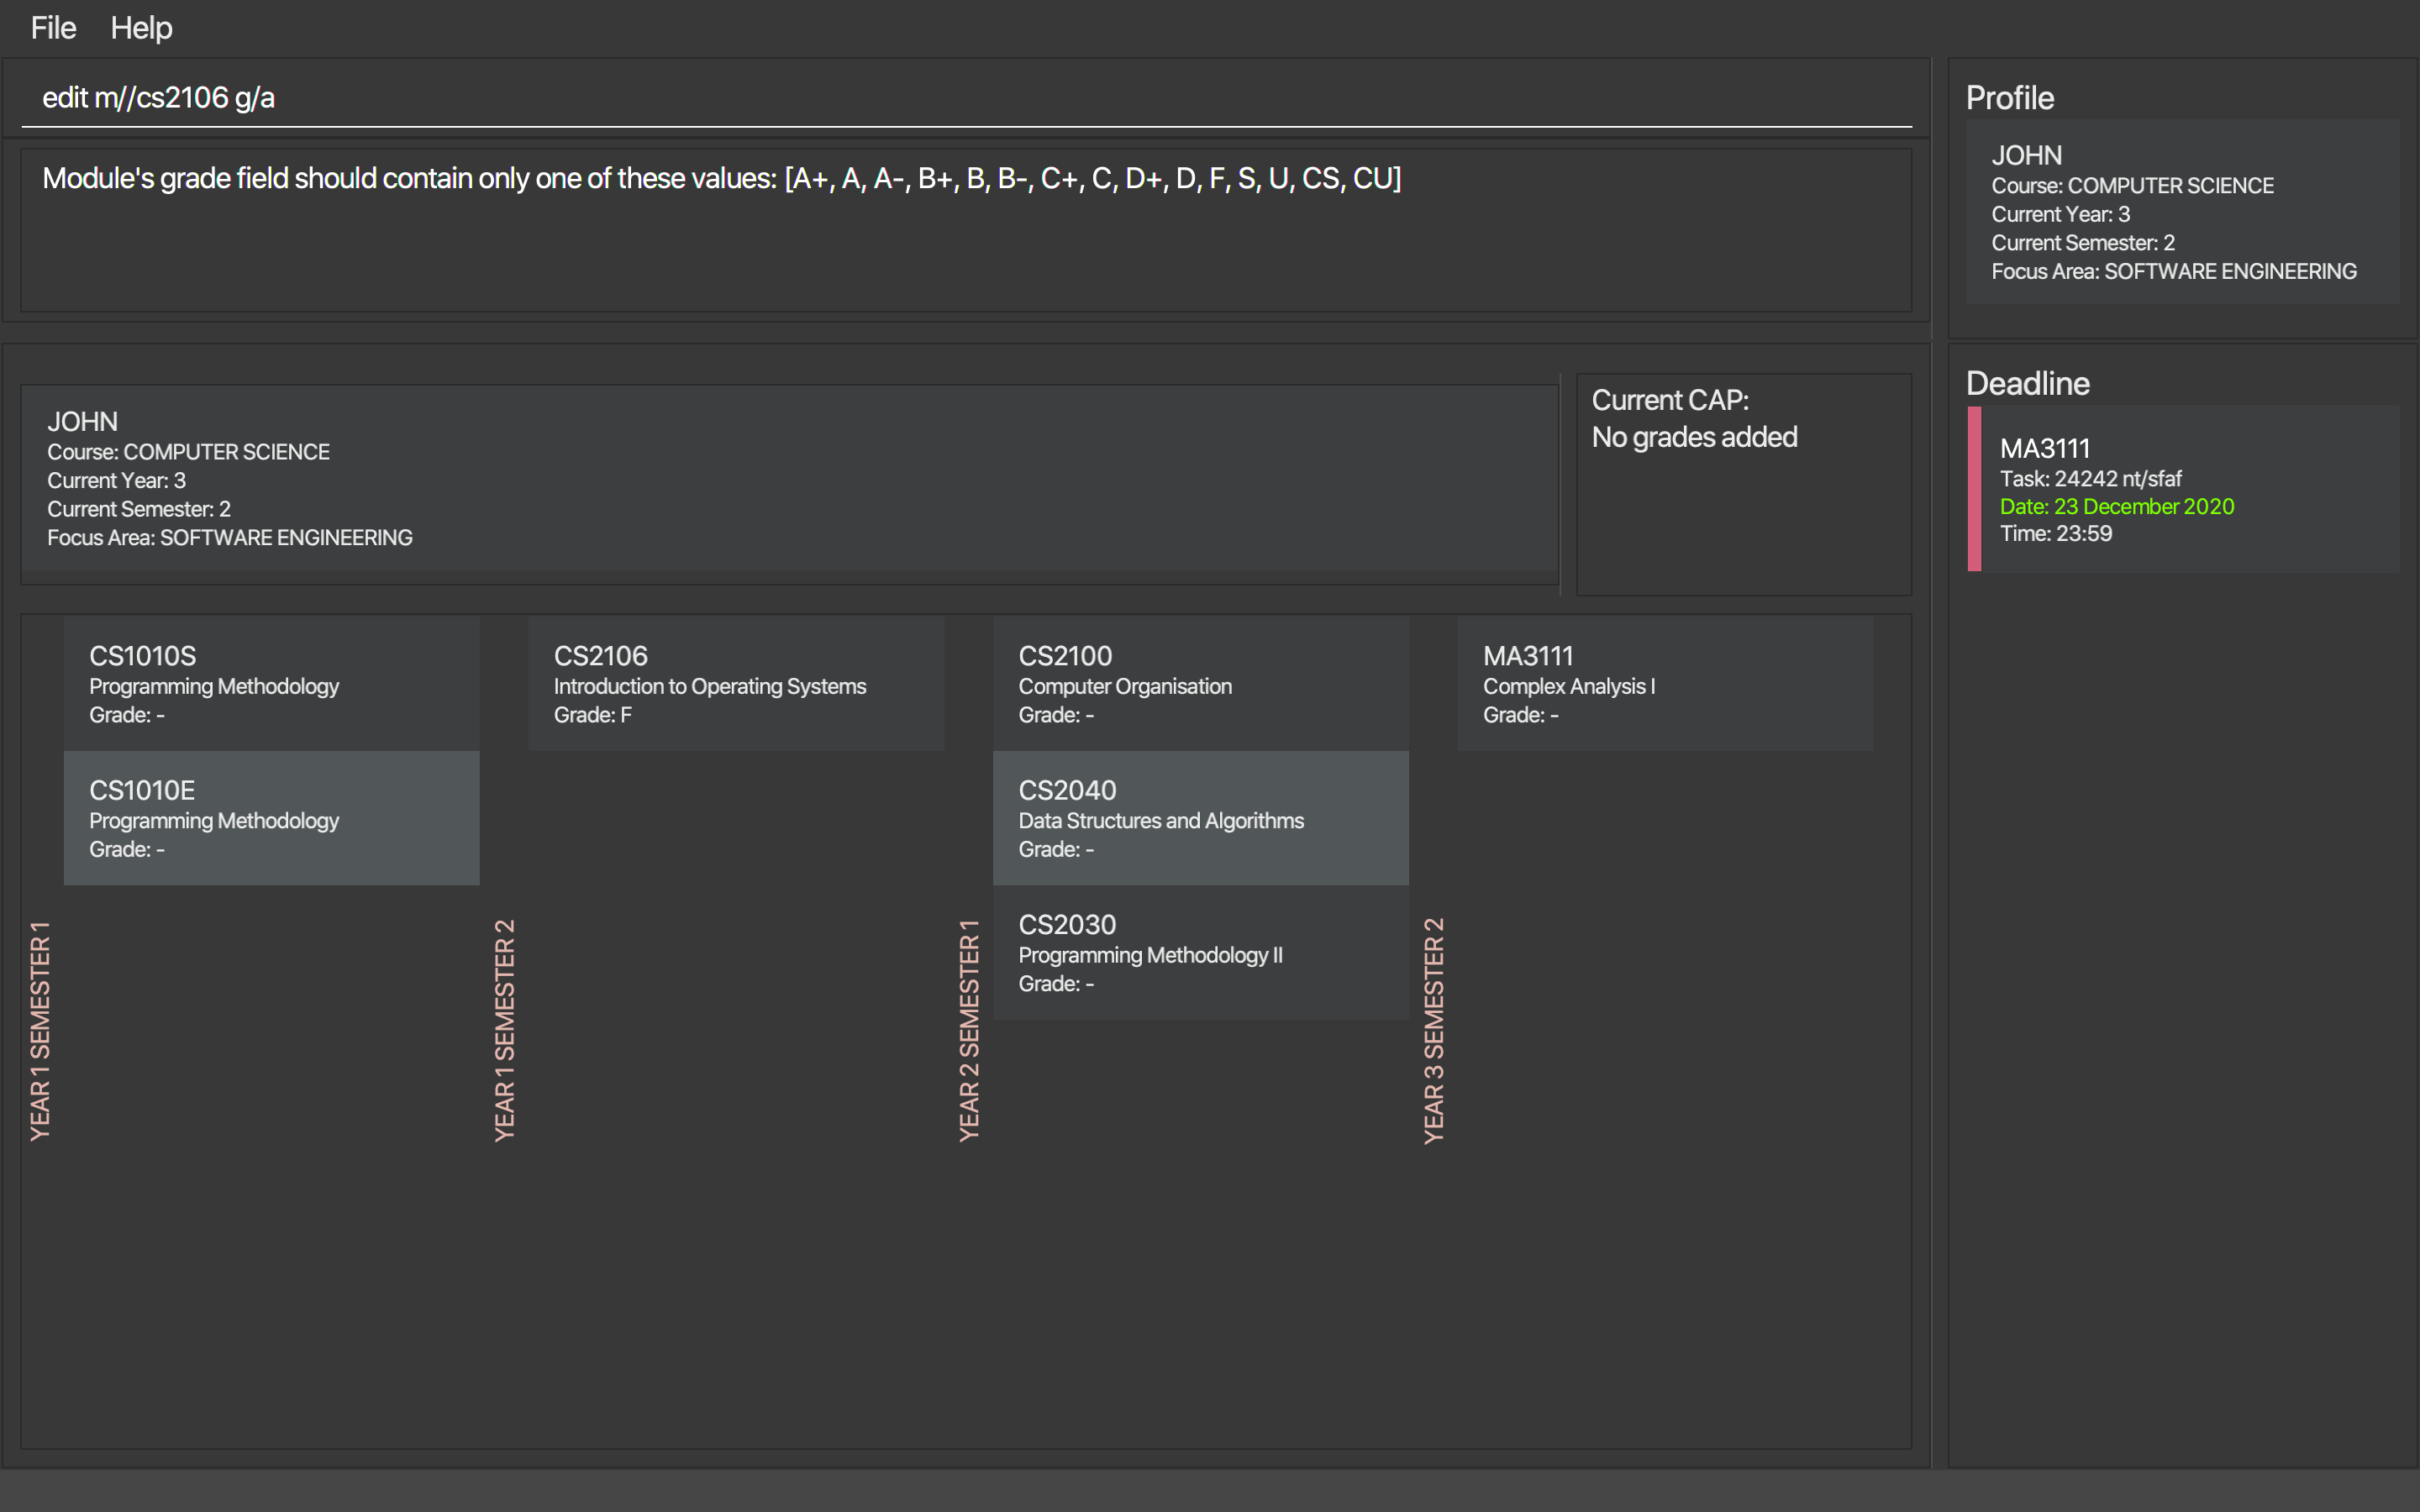 File Help
edit m//cs2106 g/a
Module's grade field should contain only one of these values: [A+, A, A-, B+, B, B-, C+, C, D+, D, F, S, U, CS, CU]
Profile
JOHN
Course: COMPUTER SCIENCE
Current Year: 3
Current Semester: 2
Focus Area: SOFTWARE ENGINEERING
JOHN
Course: COMPUTER SCIENCE
Current Year: 3
Current Semester: 2
Focus Area: SOFTWARE ENGINEERING
Current CAP:
No grades added
Deadline
MA3111
Task: 24242 nt/sfaf
Date: 23 December 2020
Time: 23:59
YEAR 1 SEMESTER 1
CS1010S
Programming Methodology
Grade: -
CS1010E
Programming Methodology
Grade: -
YEAR 1 SEMESTER 2
CS2106
Introduction to Operating Systems
Grade: F
YEAR 2 SEMESTER 1
CS2100
Computer Organisation
Grade: -
CS2040
Data Structures and Algorithms
Grade: -
CS2030
Programming Methodology II
Grade: -
YEAR 3 SEMESTER 2
MA3111
Complex Analysis I
Grade: -